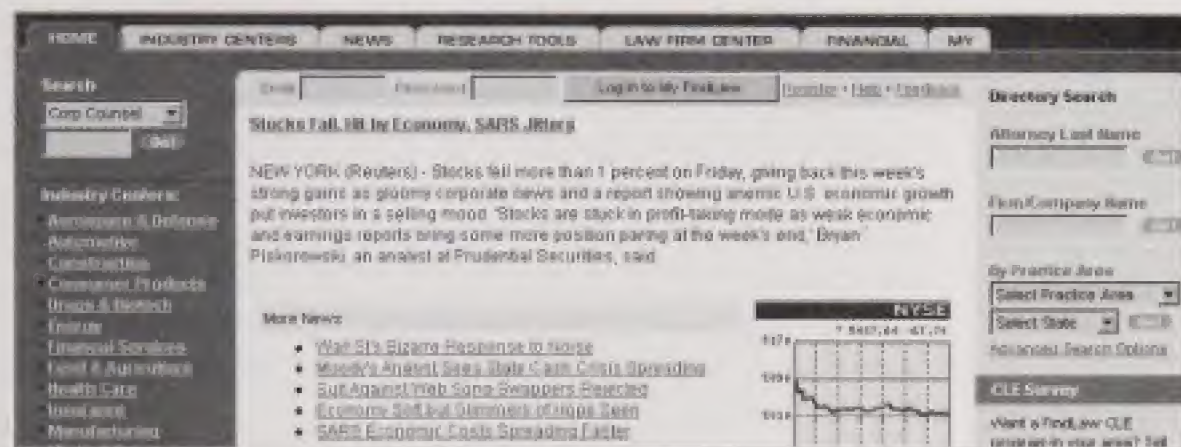 HOME INDUSTRY CENTERS NEWS RESEARCH TOOLS LAW FIRM CENTER FINANCIAL MY
Search
Corp Counsel
Go!
Industry Centers:
Aerospace & Defense
Automotive
Construction
Consumer Products
Drugs & Biotech
Energy
Financial Services
Food & Agriculture
Health Care
Insurance
Manufacturing
Email Password Log in to My FindLaw Register • Help • Feedback
Stocks Fall, Hit by Economy, SARS Jitters
NEW YORK (Reuters) - Stocks fell more than 1 percent on Friday, giving back this week's
strong gains as gloomy corporate news and a report showing anemic U.S. economic growth
put investors in a selling mood. "Stocks are stuck in profit-taking mode as weak economic
and earnings reports bring some more position paring at the week's end," Bryan
Piskorowski, an analyst at Prudential Securities, said.
More News:
• Wall St's Bizarre Response to Noise
• Moody's Analyst Sees State Cash Crisis Spreading
• Suit Against Web Song-Swappers Rejected
• Economy Soft but Glimmers of Hope Seen
• SARS Economic Costs Spreading Faster
NYSE
Directory Search
Attorney Last Name
Firm/Company Name
By Practice Area
Select Practice Area
Select State
Advanced Search Options
CLE Survey
Want a FindLaw CLE
program in your area? Tell